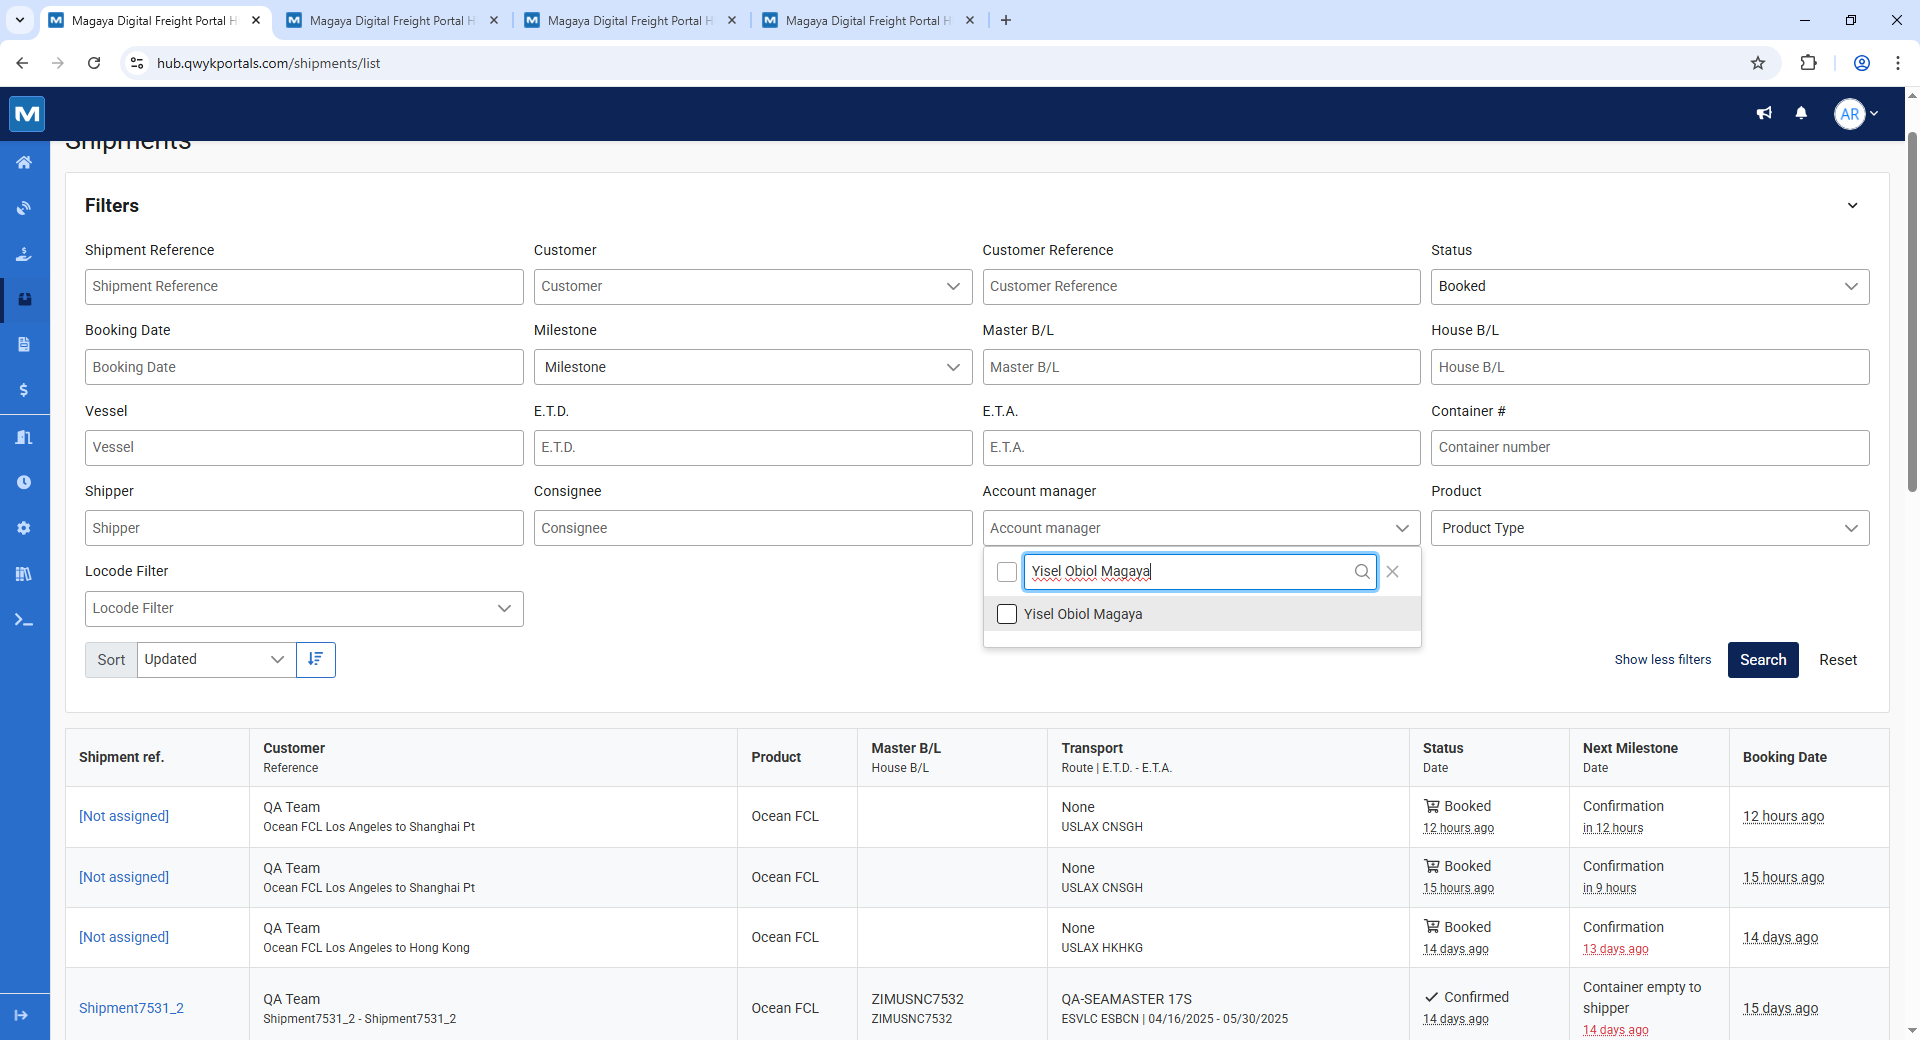 Magaya Digital Freight Portal H
Magaya Digital Freight Portal H
Magaya Digital Freight Portal H
Magaya Digital Freight Portal H
hub.qwykportals.com/shipments/list
M
AR
Shipments
Filters
Shipment Reference
Customer
Customer Reference
Status
Shipment Reference
Customer
Customer Reference
Booked
Booking Date
Milestone
Master B/L
House B/L
Booking Date
Milestone
Master B/L
House B/L
Vessel
E.T.D.
E.T.A.
Container #
Vessel
E.T.D.
E.T.A.
Container number
Shipper
Consignee
Account manager
Product
Shipper
Consignee
Account manager
Product Type
Locode Filter
Yisel Obiol Magaya
Locode Filter
Yisel Obiol Magaya
Sort
Updated
Show less filters
Search
Reset
Shipment ref.
Customer
Reference
Product
Master B/L
House B/L
Transport
Route | E.T.D. - E.T.A.
Status
Date
Next Milestone
Date
Booking Date
[Not assigned]
QA Team
Ocean FCL Los Angeles to Shanghai Pt
Ocean FCL
None
USLAX CNSGH
Booked
12 hours ago
Confirmation
in 12 hours
12 hours ago
[Not assigned]
QA Team
Ocean FCL Los Angeles to Shanghai Pt
Ocean FCL
None
USLAX CNSGH
Booked
15 hours ago
Confirmation
in 9 hours
15 hours ago
[Not assigned]
QA Team
Ocean FCL Los Angeles to Hong Kong
Ocean FCL
None
USLAX HKHKG
Booked
14 days ago
Confirmation
13 days ago
14 days ago
Shipment7531_2
QA Team
Shipment7531_2 - Shipment7531_2
Ocean FCL
ZIMUSNC7532
ZIMUSNC7532
QA-SEAMASTER 17S
ESVLC ESBCN | 04/16/2025 - 05/30/2025
Confirmed
14 days ago
Container empty to
shipper
14 days ago
15 days ago